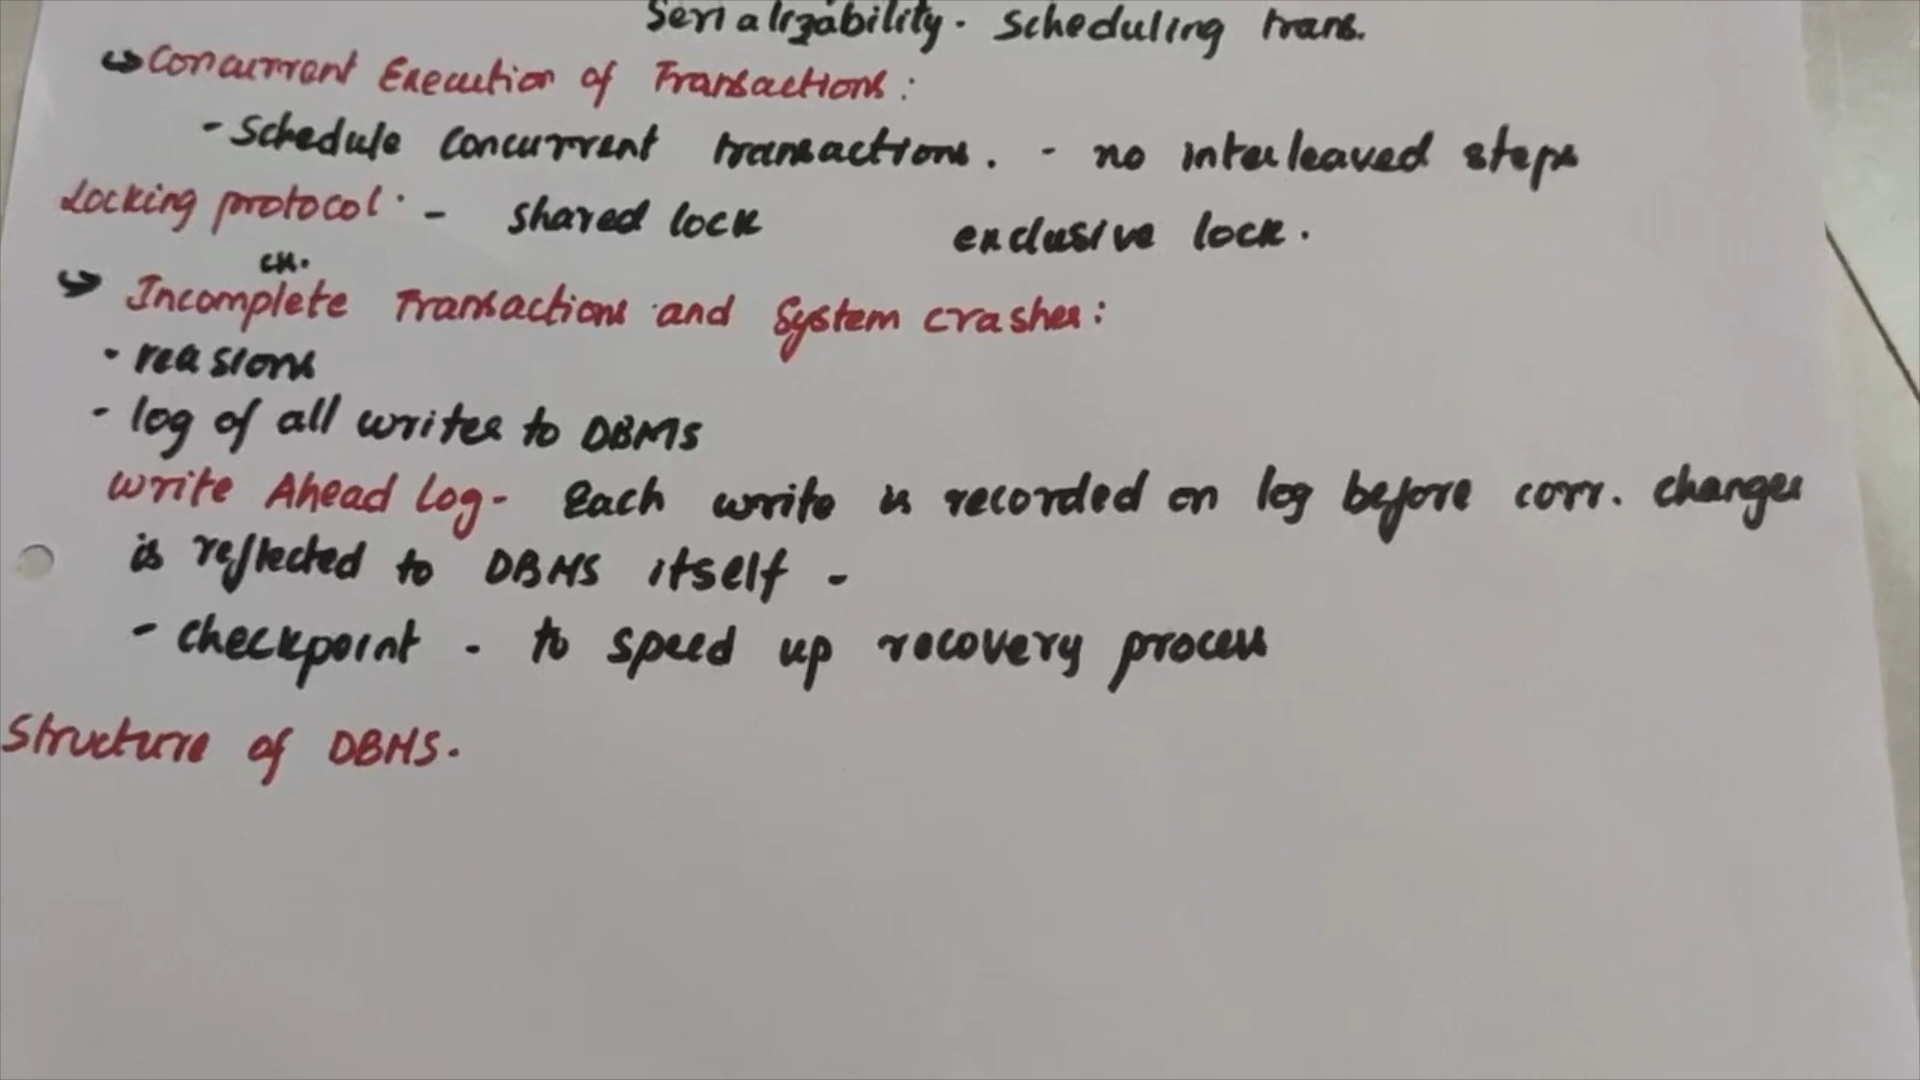 Serializability. Scheduling trans.
↪ Concurrent Execution of Transactions:
- Schedule Concurrent transactions. - no interleaved steps
Locking protocol. - shared lock exclusive lock.
↪ Incomplete Transactions and System crashes:
- reasions
- log of all writes to DBMS
Write Ahead Log - Each write is recorded on log before corr. changes
is reflected to DBMS itself -
- checkpoint - to speed up recovery process
Structure of DBMS.